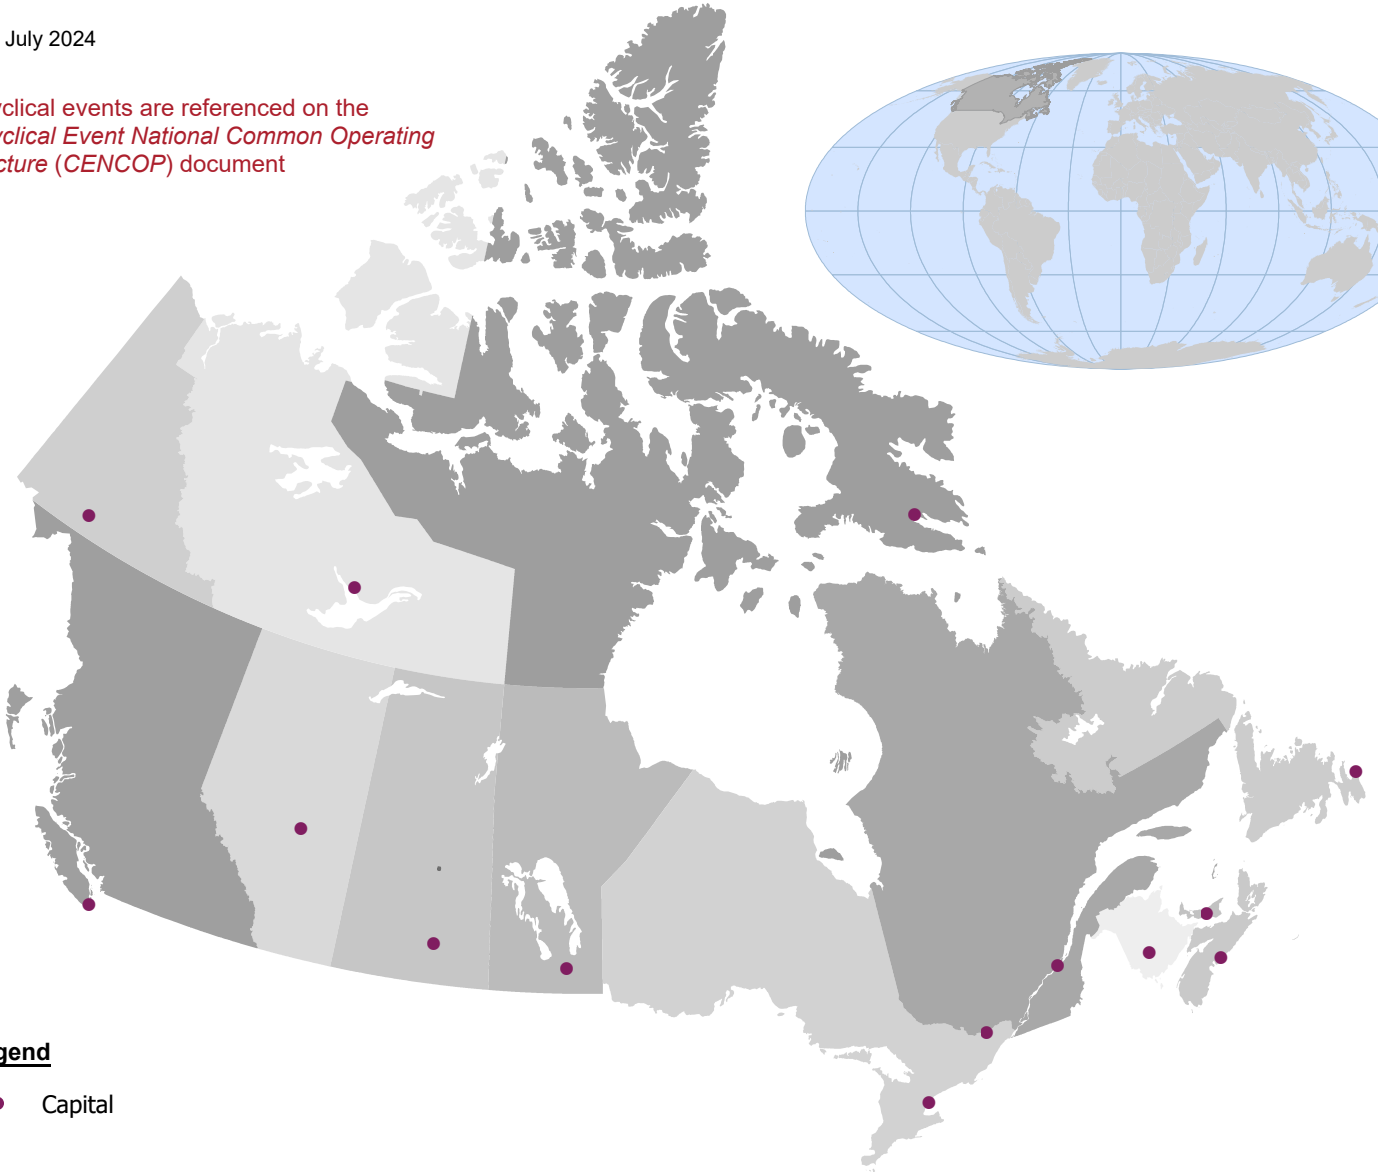 July 2024
yclical events are referenced on the
yclical Event National Common Operating
cture (CENCOP) document
gend
Capital